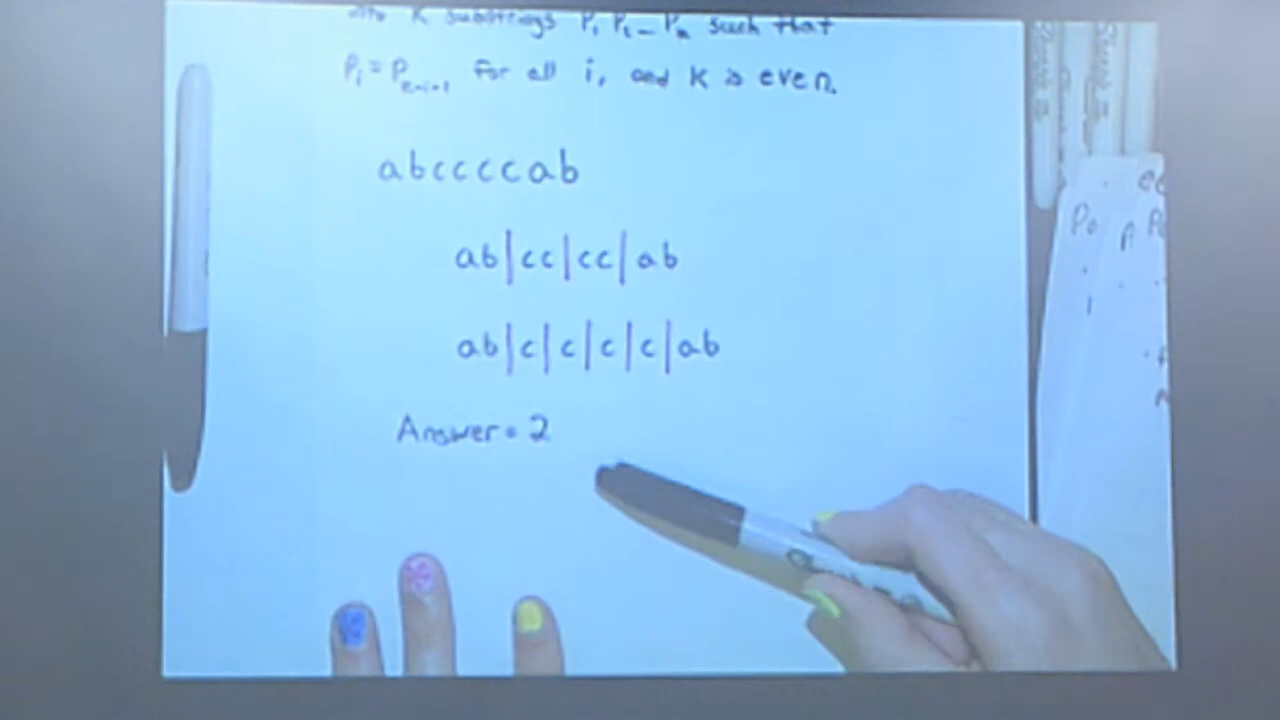 into K substrings P₁ P₂ – Pₖ such that
Pᵢ = Pₖ₋ᵢ₊₁ for all i, and K is even.
abccccab
ab|cc|cc|ab
ab|c|c|c|c|ab
Answer = 2